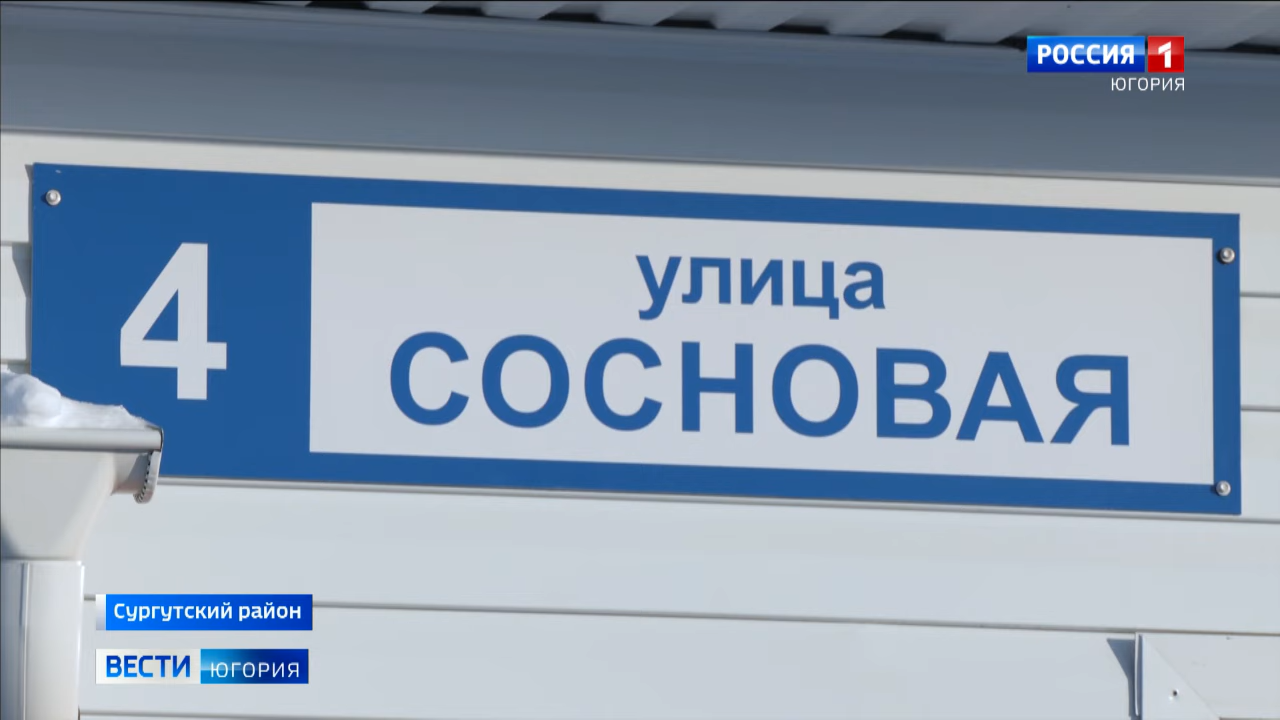 РОССИЯ 1
ЮГОРИЯ
4
улица
СОСНОВАЯ
Сургутский район
ВЕСТИ ЮГОРИЯ